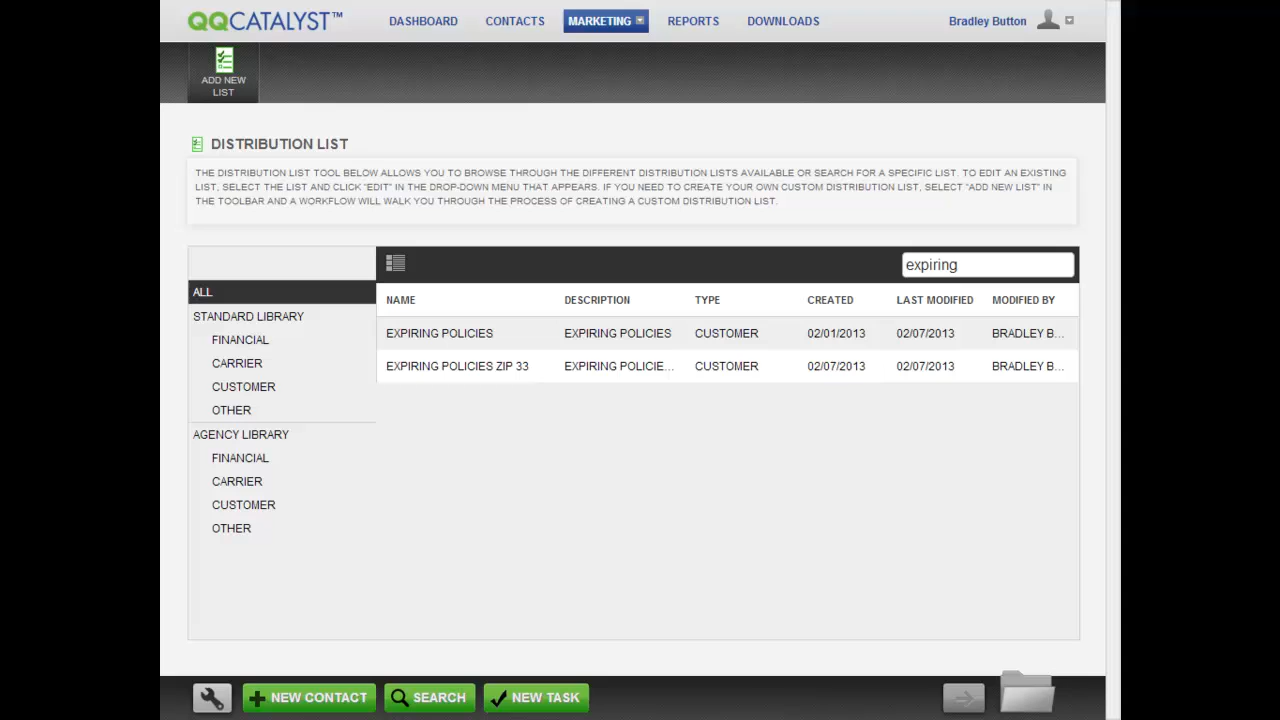 QQCATALYST™ DASHBOARD CONTACTS MARKETING REPORTS DOWNLOADS Bradley Button
ADD NEW
LIST
DISTRIBUTION LIST
THE DISTRIBUTION LIST TOOL BELOW ALLOWS YOU TO BROWSE THROUGH THE DIFFERENT DISTRIBUTION LISTS AVAILABLE OR SEARCH FOR A SPECIFIC LIST. TO EDIT AN EXISTING
LIST, SELECT THE LIST AND CLICK "EDIT" IN THE DROP-DOWN MENU THAT APPEARS. IF YOU NEED TO CREATE YOUR OWN CUSTOM DISTRIBUTION LIST, SELECT "ADD NEW LIST" IN
THE TOOLBAR AND A WORKFLOW WILL WALK YOU THROUGH THE PROCESS OF CREATING A CUSTOM DISTRIBUTION LIST.
expiring
ALL
STANDARD LIBRARY
FINANCIAL
CARRIER
CUSTOMER
OTHER
AGENCY LIBRARY
FINANCIAL
CARRIER
CUSTOMER
OTHER
NAME DESCRIPTION TYPE CREATED LAST MODIFIED MODIFIED BY
EXPIRING POLICIES EXPIRING POLICIES CUSTOMER 02/01/2013 02/07/2013 BRADLEY B...
EXPIRING POLICIES ZIP 33 EXPIRING POLICIE... CUSTOMER 02/07/2013 02/07/2013 BRADLEY B...
NEW CONTACT SEARCH NEW TASK